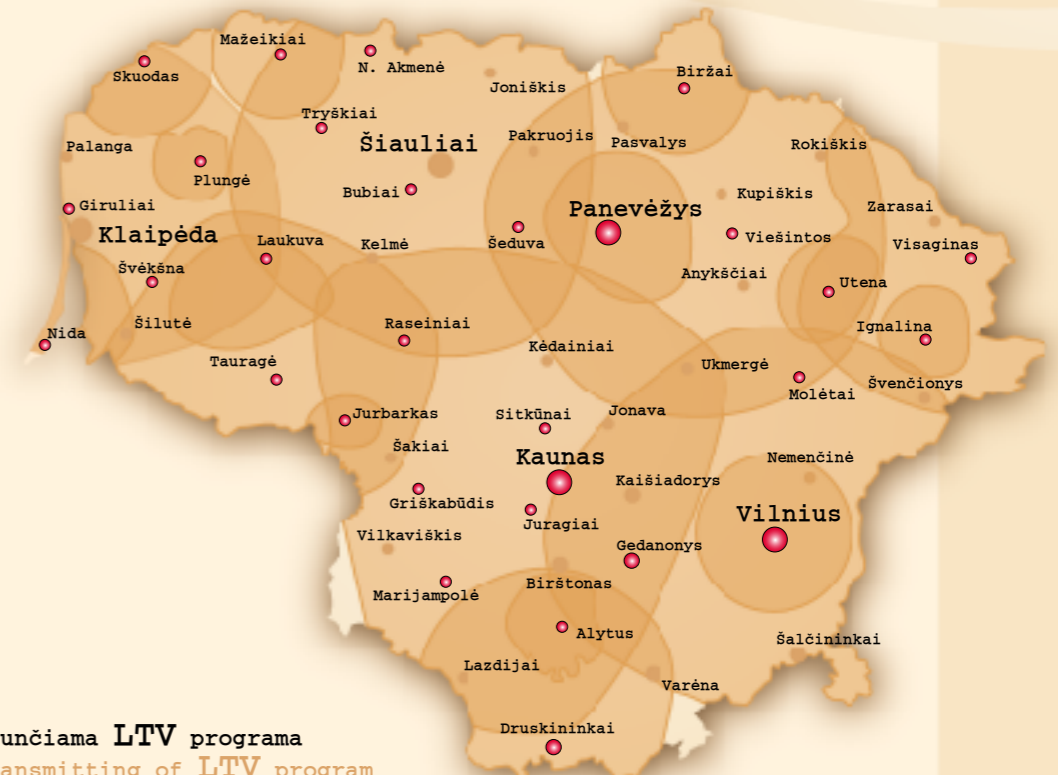 Mažeikiai
Skuodas
N. Akmenė
Joniškis
Biržai
Tryškiai
Šiauliai
Pakruojis
Pasvalys
Rokiškis
Palanga
Plungė
Bubiai
Kupiškis
Giruliai
Klaipėda
Laukuva
Kelmė
Šeduva
Panevėžys
Viešintos
Zarasai
Visaginas
Švėkšna
Anykščiai
Utena
Nida
Šilutė
Raseiniai
Kėdainiai
Ignalina
Tauragė
Ukmergė
Molėtai
Švenčionys
Jurbarkas
Sitkūnai
Jonava
Šakiai
Kaunas
Kaišiadorys
Nemenčinė
Griškabūdis
Juragiai
Vilnius
Vilkaviškis
Gedanonys
Marijampolė
Birštonas
Alytus
Šalčininkai
Lazdijai
Varėna
Druskininkai
unčiama LTV programa
ansmitting of LTV program